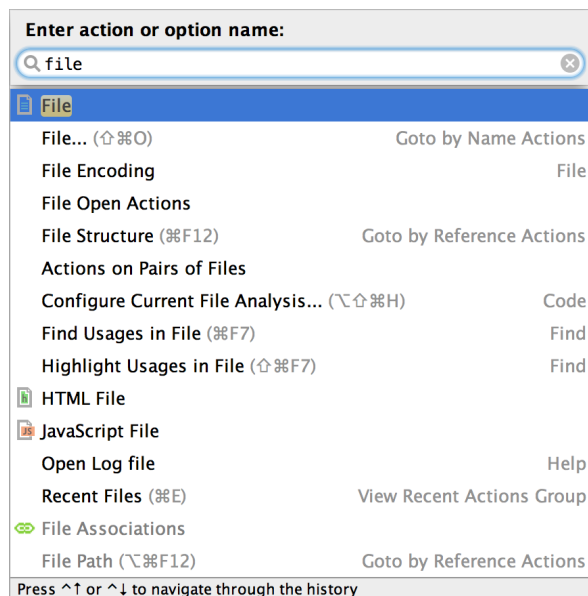 Enter action or option name:
file
File
File... (⇧⌘O) Goto by Name Actions
File Encoding File
File Open Actions
File Structure (⌘F12) Goto by Reference Actions
Actions on Pairs of Files
Configure Current File Analysis... (⌥⇧⌘H) Code
Find Usages in File (⌘F7) Find
Highlight Usages in File (⇧⌘F7) Find
h HTML File
JS JavaScript File
Open Log file Help
Recent Files (⌘E) View Recent Actions Group
File Associations
File Path (⌥⌘F12) Goto by Reference Actions
Press ^↑ or ^↓ to navigate through the history